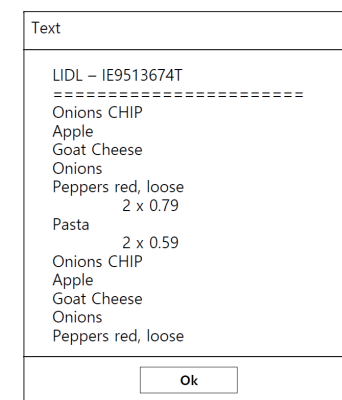 Text
LIDL – IE9513674T
=======================
Onions CHIP
Apple
Goat Cheese
Onions
Peppers red, loose
2 x 0.79
Pasta
2 x 0.59
Onions CHIP
Apple
Goat Cheese
Onions
Peppers red, loose
Ok